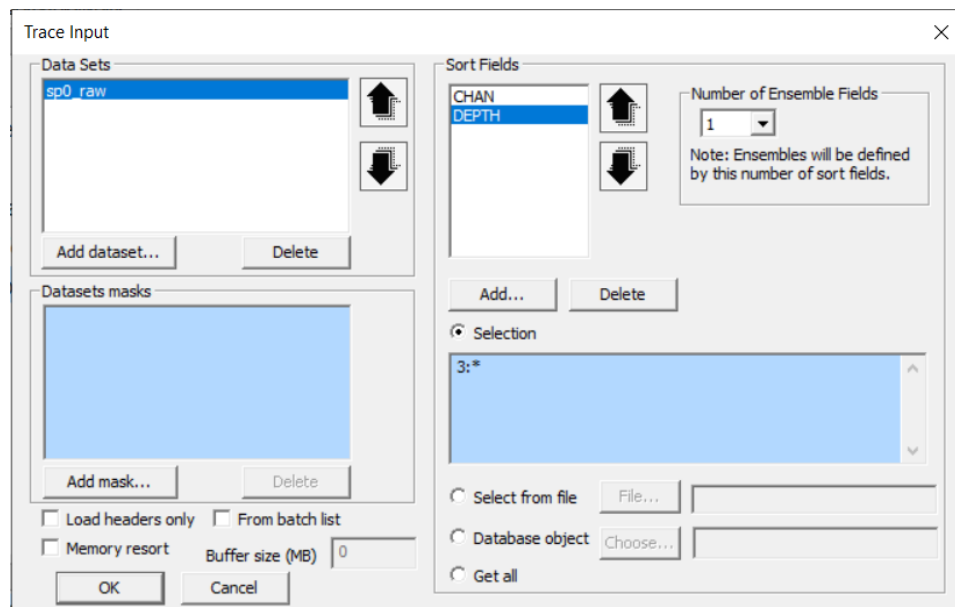 Trace Input
Data Sets
sp0_raw
Add dataset...
Delete
Datasets masks
Add mask...
Delete
Load headers only
From batch list
Memory resort
Buffer size (MB)
0
OK
Cancel
Sort Fields
CHAN
DEPTH
Number of Ensemble Fields
1
Note: Ensembles will be defined
by this number of sort fields.
Add...
Delete
Selection
3:*
Select from file
File...
Database object
Choose...
Get all